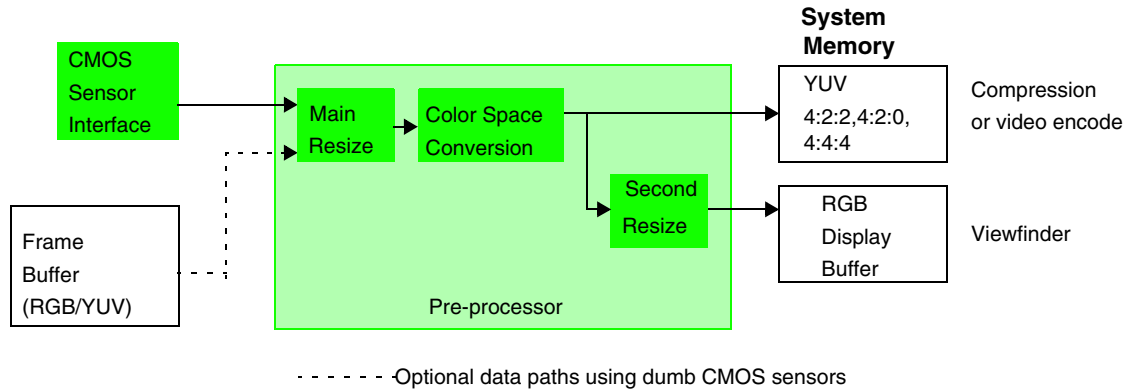 System
Memory
CMOS
Sensor
Interface
Main
Resize
Color Space
Conversion
YUV
4:2:2,4:2:0,
4:4:4
Compression
or video encode
Second
Resize
RGB
Display
Buffer
Viewfinder
Frame
Buffer
(RGB/YUV)
Pre-processor
Optional data paths using dumb CMOS sensors